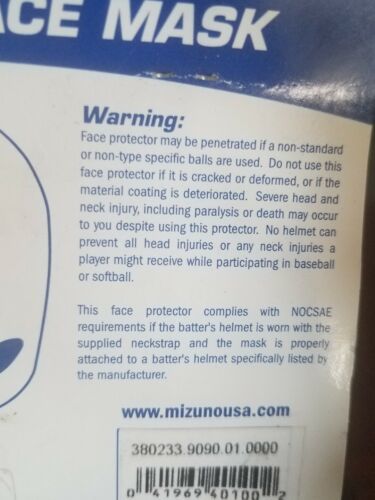 CE MASK
Warning:
Face protector may be penetrated if a non-standard
or non-type specific balls are used. Do not use this
face protector if it is cracked or deformed, or if the
material coating is deteriorated. Severe head and
neck injury, including paralysis or death may occur
to you despite using this protector. No helmet can
prevent all head injuries or any neck injuries a
player might receive while participating in baseball
or softball.
This face protector complies with NOCSAE
requirements if the batter's helmet is worn with the
supplied neckstrap and the mask is properly
attached to a batter's helmet specifically listed by
the manufacturer.
www.mizunousa.com
380233.9090.01.0000
0 41969 40100 2